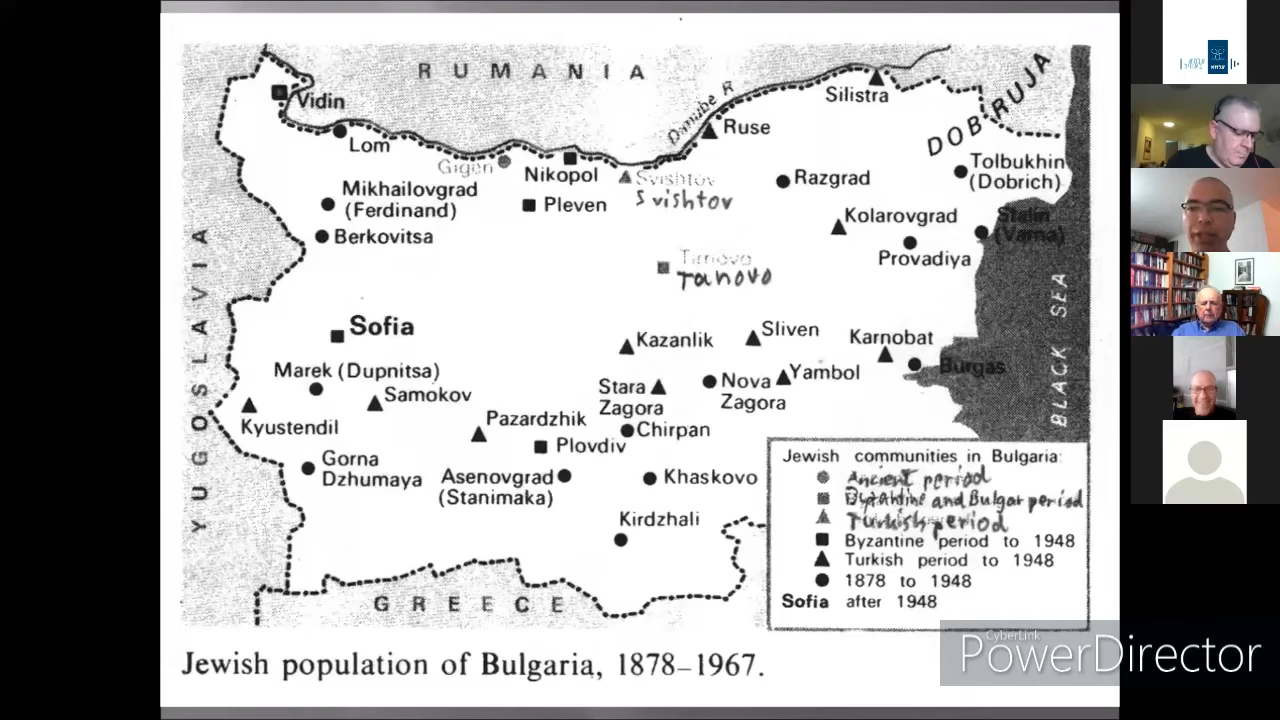 RUMANIA
Vidin
Lom
Gigen
Nikopol
Danube R
Silistra
Ruse
DOBRUJA
Svishtov
Svishtov
Tolbukhin
(Dobrich)
Razgrad
Mikhailovgrad
(Ferdinand)
Pleven
Kolarovgrad
Stalin
(Varna)
Berkovitsa
Provadiya
YUGOSLAVIA
Tirnovo
Tanovo
BLACK SEA
Sofia
Kazanlik
Sliven
Karnobat
Burgas
Marek (Dupnitsa)
Samokov
Stara
Zagora
Nova
Zagora
Yambol
Kyustendil
Pazardzhik
Plovdiv
Chirpan
Gorna
Dzhumaya
Asenovgrad
(Stanimaka)
Khaskovo
Kirdzhali
GREECE
Jewish communities in Bulgaria:
Ancient period
Byzantine and Bulgar period
Turkish period
Byzantine period to 1948
Turkish period to 1948
1878 to 1948
Sofia after 1948
Jewish population of Bulgaria, 1878–1967.
CyberLink
PowerDirector